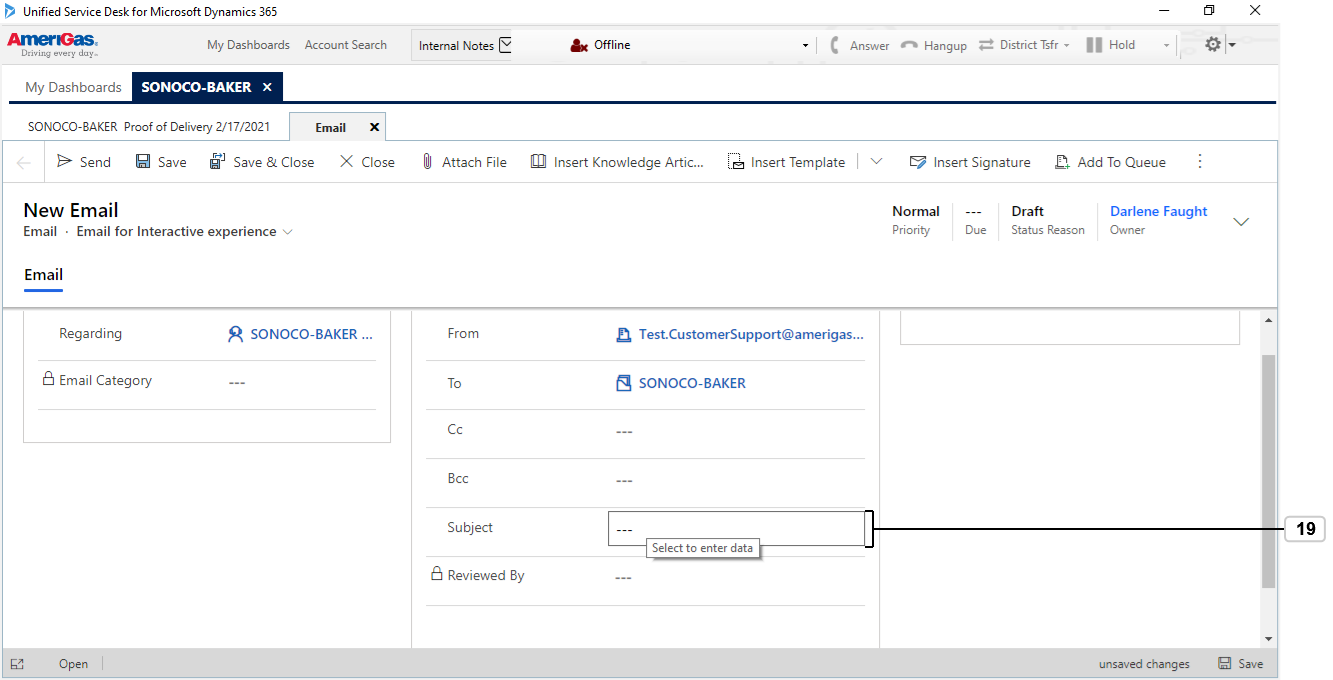 Unified Service Desk for Microsoft Dynamics 365
AmeriGas.
Driving every day.™
My Dashboards Account Search Internal Notes Offline Answer Hangup District Tsfr Hold
My Dashboards SONOCO-BAKER ×
SONOCO-BAKER Proof of Delivery 2/17/2021 Email ×
Send Save Save & Close Close Attach File Insert Knowledge Artic... Insert Template Insert Signature Add To Queue
New Email
Email · Email for Interactive experience
Normal --- Draft Darlene Faught
Priority Due Status Reason Owner
Email
Regarding SONOCO-BAKER ...
Email Category ---
From Test.CustomerSupport@amerigas...
To SONOCO-BAKER
Cc ---
Bcc ---
Subject ---
Select to enter data
Reviewed By ---
19
Open unsaved changes Save